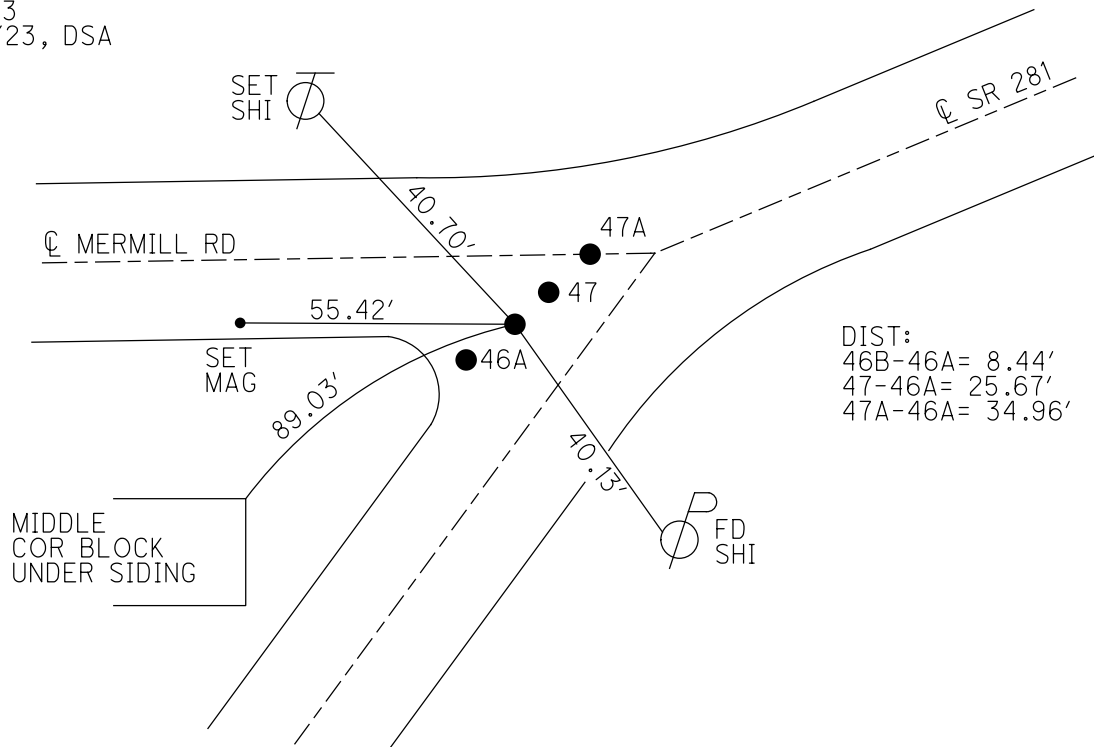 3
/23, DSA
SET
SHI
℄ SR 281
40.70'
47A
℄ MERMILL RD
47
55.42'
SET
MAG
46A
DIST:
46B-46A= 8.44'
47-46A= 25.67'
47A-46A= 34.96'
89.03'
40.13'
MIDDLE
COR BLOCK
UNDER SIDING
FD
SHI